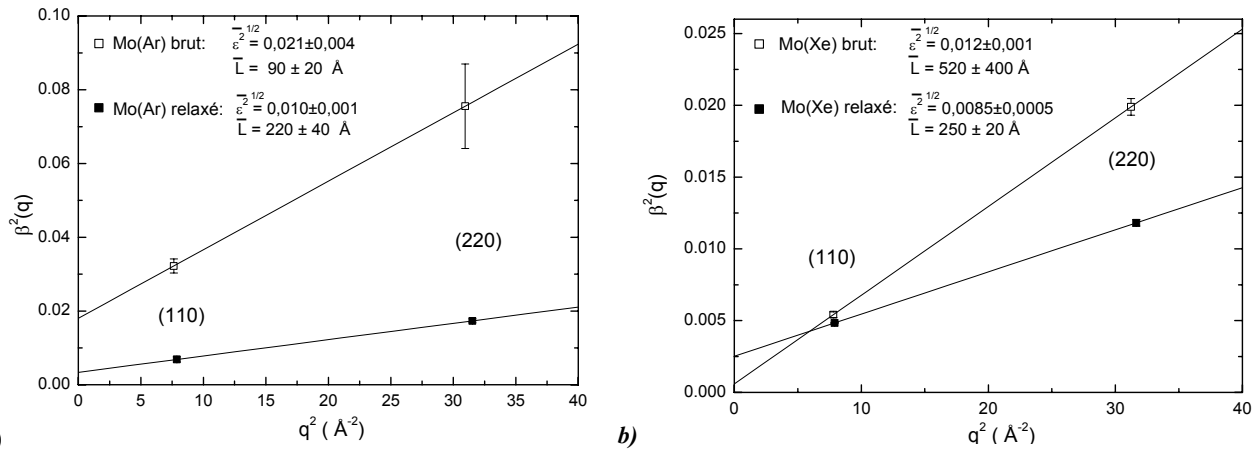 0.10
0.08
0.06
0.04
0.02
0.00
β²(q)
□ Mo(Ar) brut: ε̄²^1/2 = 0,021±0,004
L̄ = 90 ± 20 Å
■ Mo(Ar) relaxé: ε̄²^1/2 = 0,010±0,001
L̄ = 220 ± 40 Å
(220)
(110)
0 5 10 15 20 25 30 35 40
q² ( Å⁻²)
)
0.025
0.020
0.015
0.010
0.005
0.000
β²(q)
□ Mo(Xe) brut: ε̄²^1/2 = 0,012±0,001
L̄ = 520 ± 400 Å
■ Mo(Xe) relaxé: ε̄²^1/2 = 0,0085±0,0005
L̄ = 250 ± 20 Å
(220)
(110)
0 10 20 30 40
q² ( Å⁻²)
b)